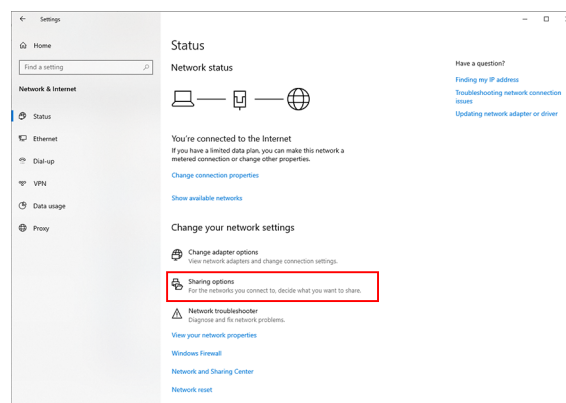 Settings
Home
Find a setting
Network & Internet
Status
Ethernet
Dial-up
VPN
Data usage
Proxy
Status
Network status
You're connected to the Internet
If you have a limited data plan, you can make this network a
metered connection or change other properties.
Change connection properties
Show available networks
Change your network settings
Change adapter options
View network adapters and change connection settings.
Sharing options
For the networks you connect to, decide what you want to share.
Network troubleshooter
Diagnose and fix network problems.
View your network properties
Windows Firewall
Network and Sharing Center
Network reset
Have a question?
Finding my IP address
Troubleshooting network connection
issues
Updating network adapter or driver